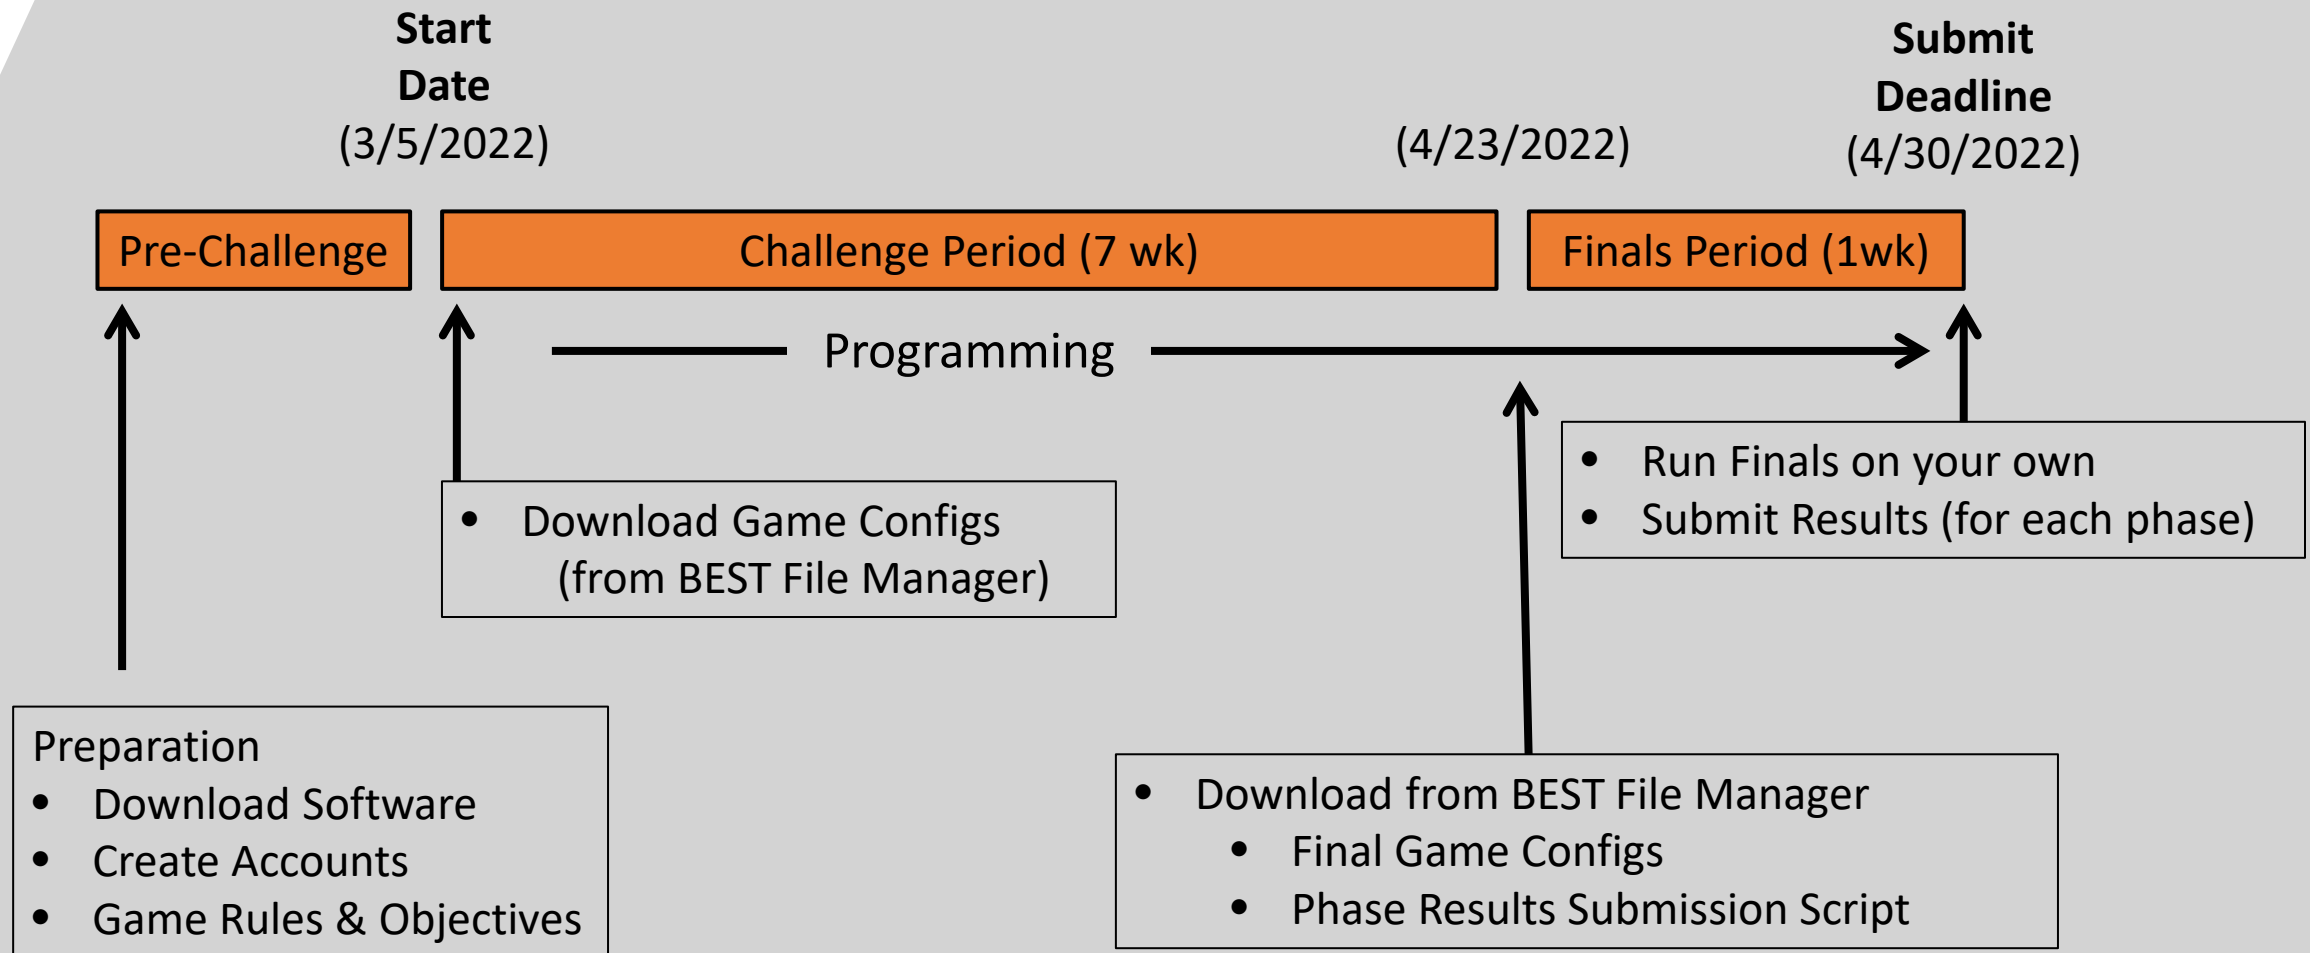 Start
Date
(3/5/2022)
(4/23/2022)
Submit
Deadline
(4/30/2022)
Pre-Challenge
Challenge Period (7 wk)
Finals Period (1wk)
Programming
• Run Finals on your own
• Submit Results (for each phase)
• Download Game Configs
(from BEST File Manager)
Preparation
• Download Software
• Create Accounts
• Game Rules & Objectives
• Download from BEST File Manager
• Final Game Configs
• Phase Results Submission Script